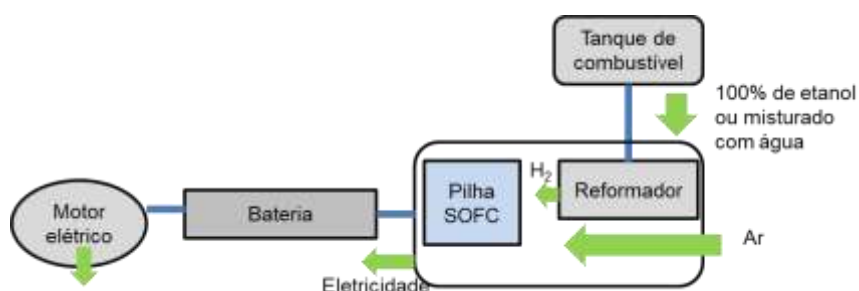 Tanque de
combustível
100% de etanol
ou misturado
com água
H2
Pilha
SOFC
Reformador
Motor
elétrico
Bateria
Ar
Eletricidade